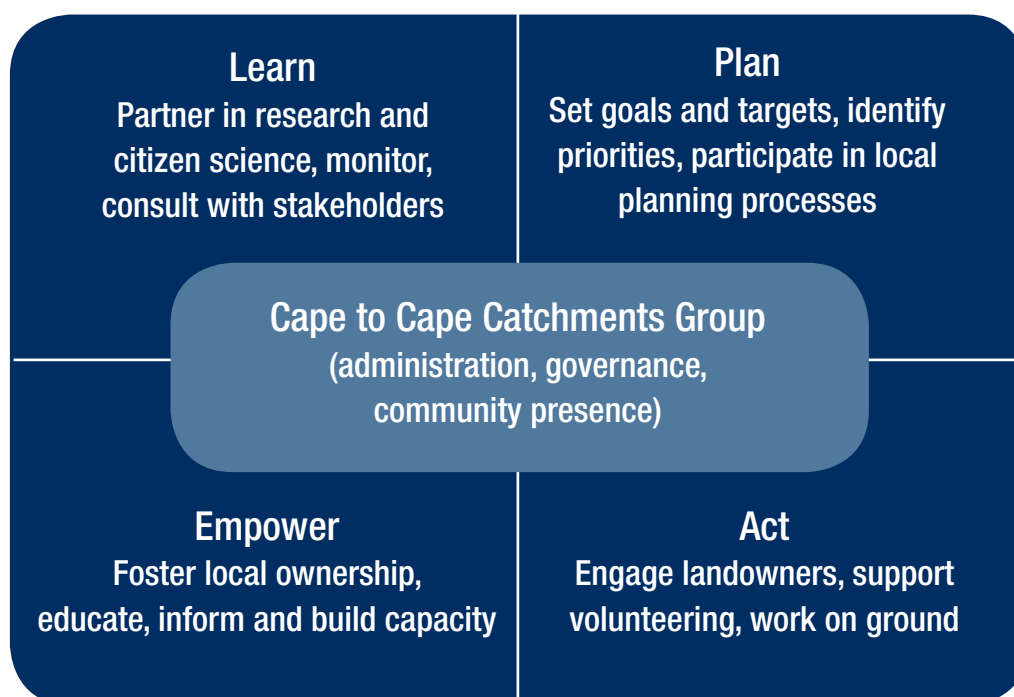 Learn
Partner in research and
citizen science, monitor,
consult with stakeholders
Plan
Set goals and targets, identify
priorities, participate in local
planning processes
Cape to Cape Catchments Group
(administration, governance,
community presence)
Empower
Foster local ownership,
educate, inform and build capacity
Act
Engage landowners, support
volunteering, work on ground